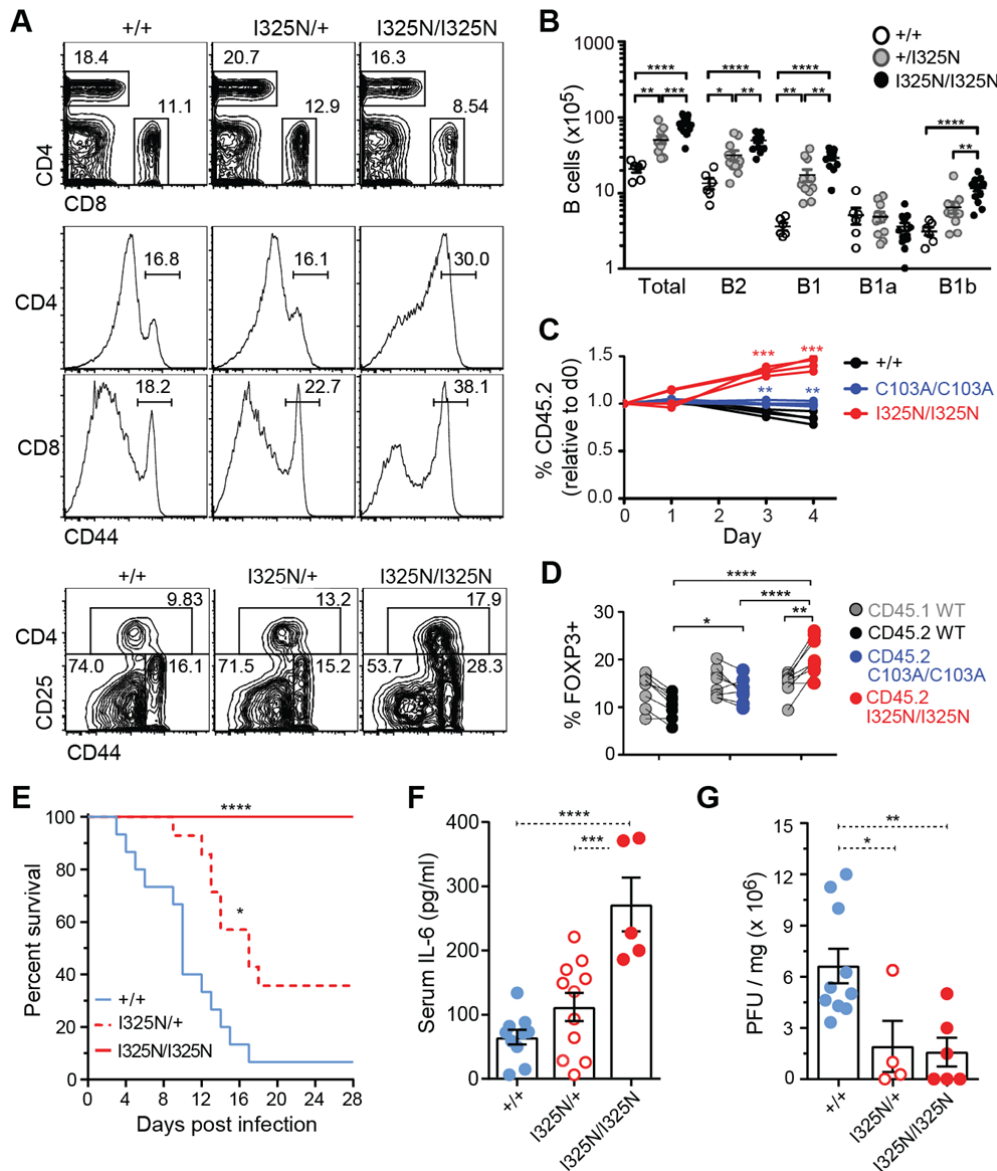 A
+/+ I325N/+ I325N/I325N
18.4 20.7 16.3
11.1 12.9 8.54
CD4
CD8
16.8 16.1 30.0
CD4
18.2 22.7 38.1
CD8
CD44
+/+ I325N/+ I325N/I325N
9.83 13.2 17.9
CD4
74.0 16.1 71.5 15.2 53.7 28.3
CD25
CD44
B
+/+
+/I325N
I325N/I325N
B cells (x10⁵)
1000
100
10
1
**** **** ****
** *** * ** ** **
****
**
Total B2 B1 B1a B1b
C
% CD45.2
(relative to d0)
1.5
1.0
0.5
0.0
*** ***
** **
+/+
C103A/C103A
I325N/I325N
0 1 2 3 4
Day
D
% FOXP3+
30
20
10
0
****
****
* **
CD45.1 WT
CD45.2 WT
CD45.2
C103A/C103A
CD45.2
I325N/I325N
E
Percent survival
100
80
60
40
20
0
****
*
+/+
I325N/+
I325N/I325N
0 4 8 12 16 20 24 28
Days post infection
F
Serum IL-6 (pg/ml)
400
300
200
100
0
****
***
+/+ I325N/+ I325N/I325N
G
PFU / mg (x 10⁶)
15
12
9
6
3
0
**
*
+/+ I325N/+ I325N/I325N